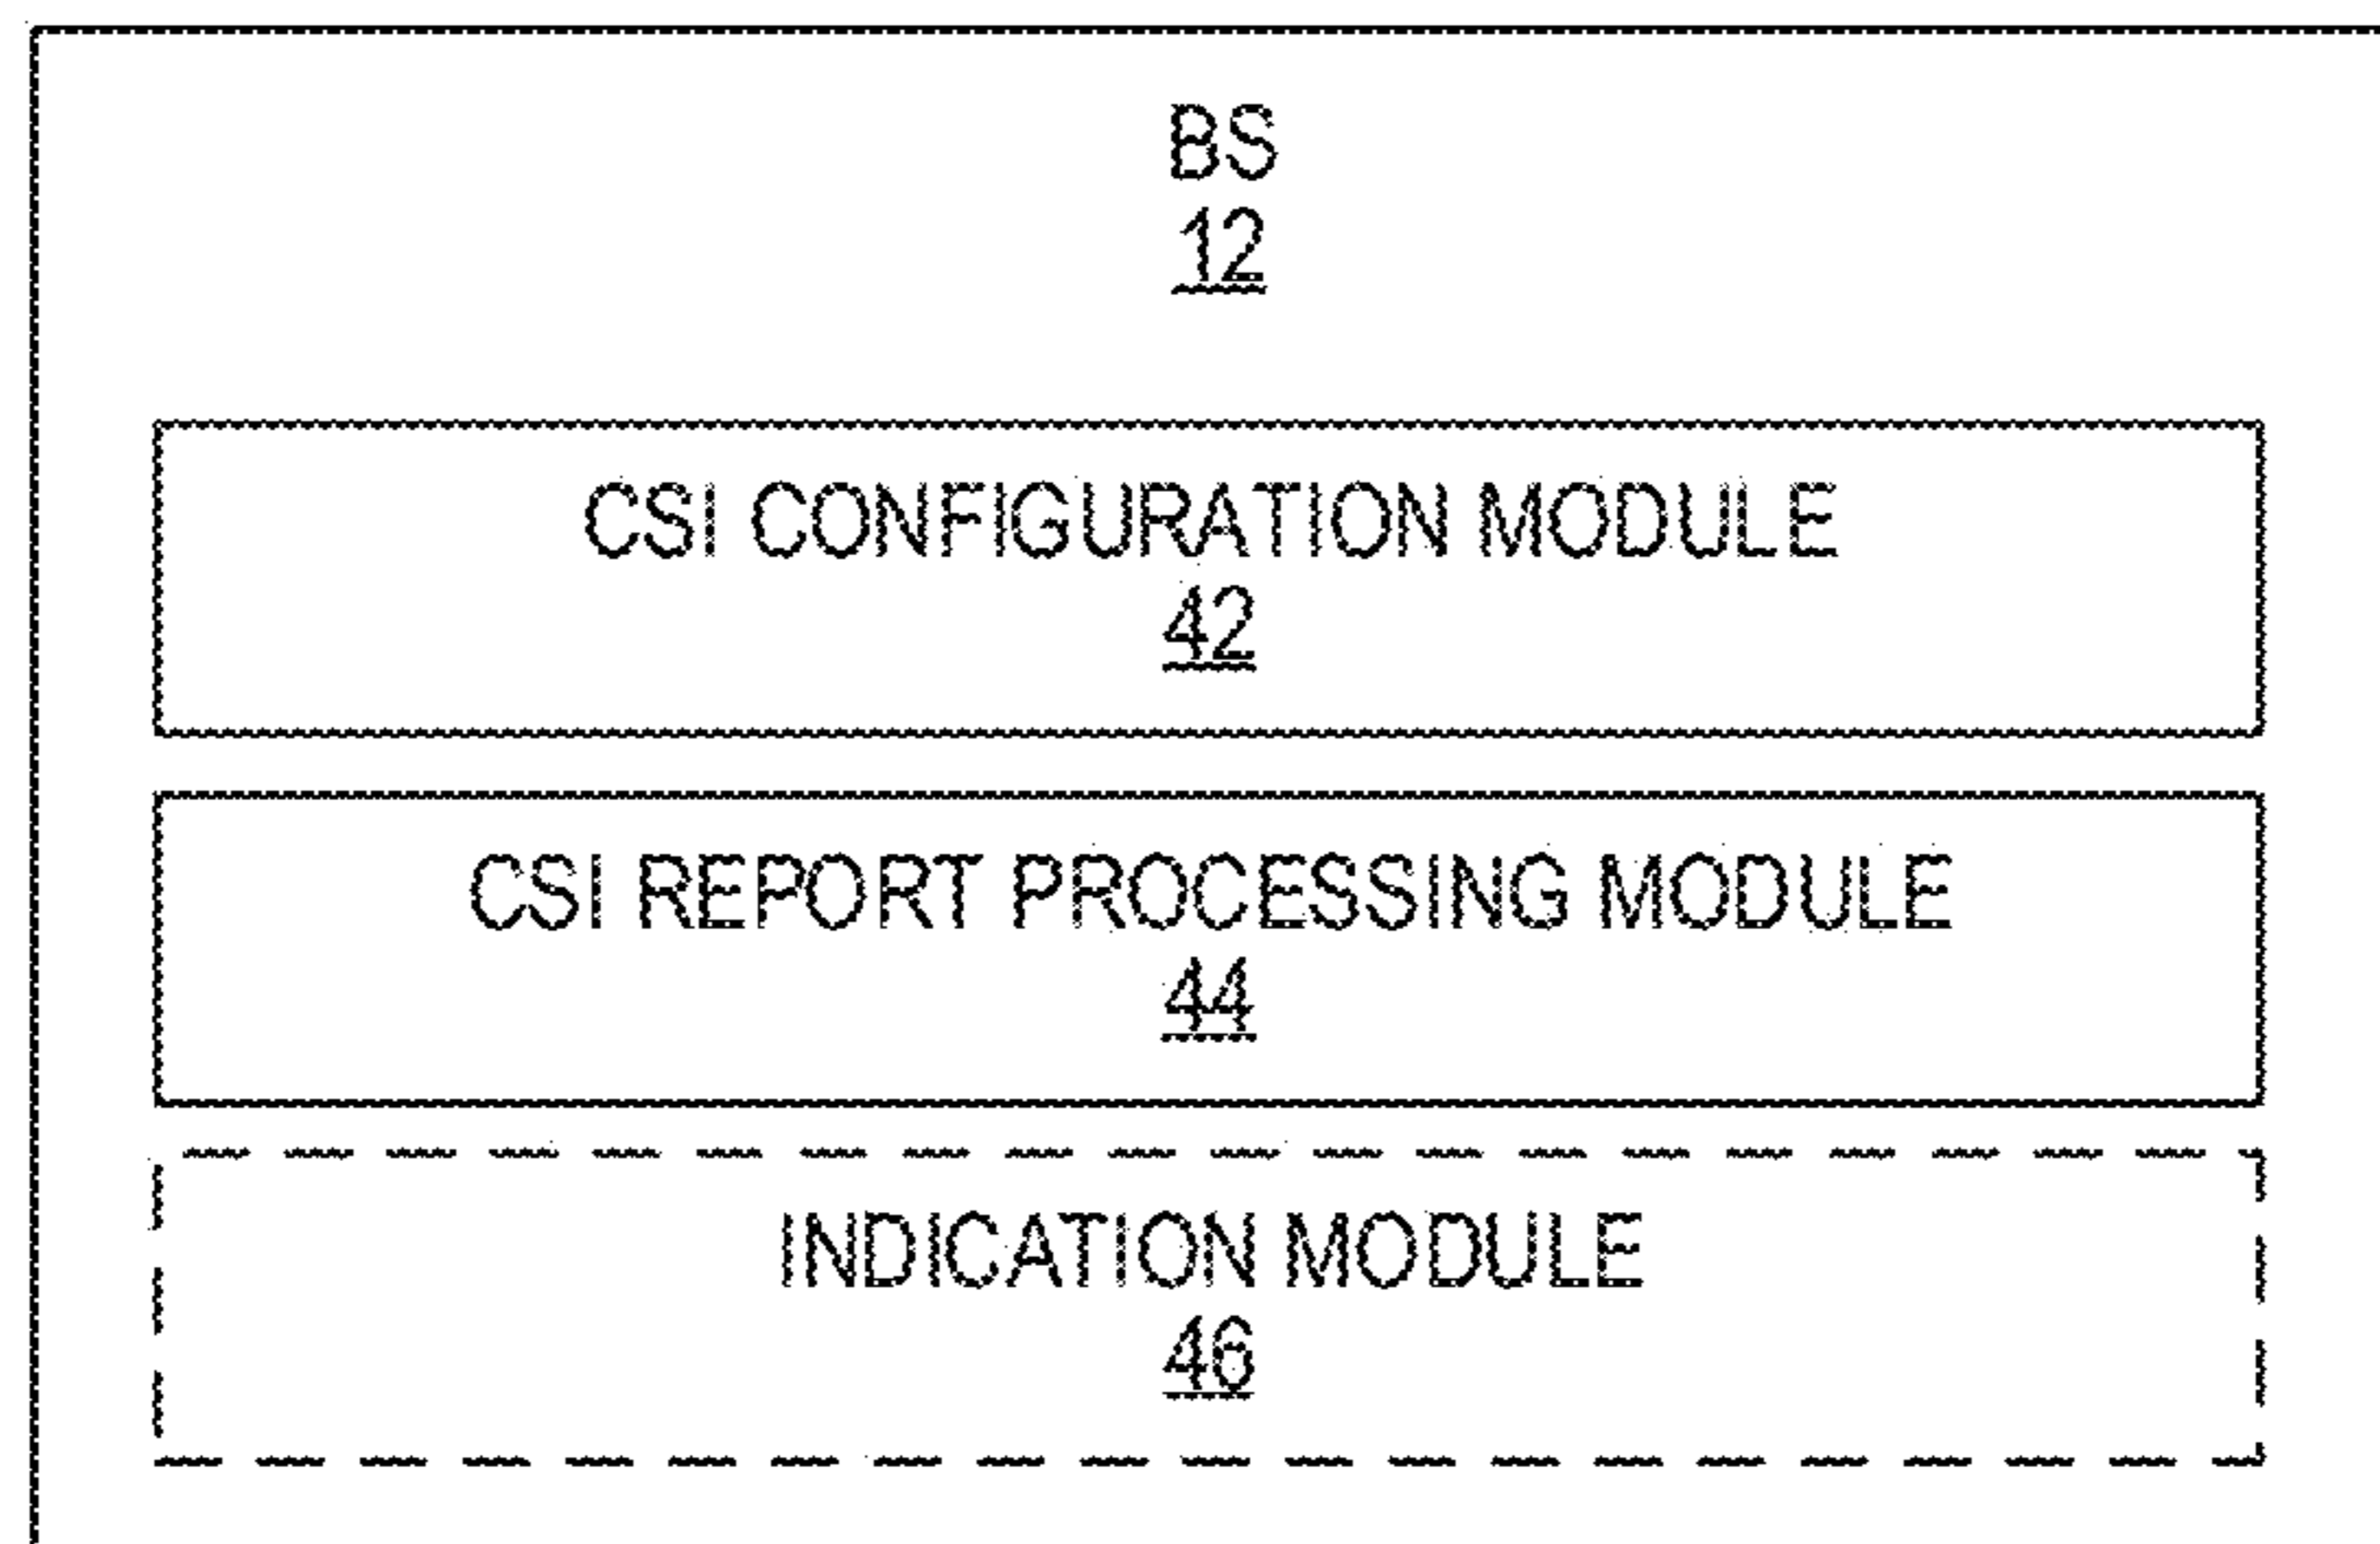 BS
12
CSI CONFIGURATION MODULE
42
CSI REPORT PROCESSING MODULE
44
INDICATION MODULE
46